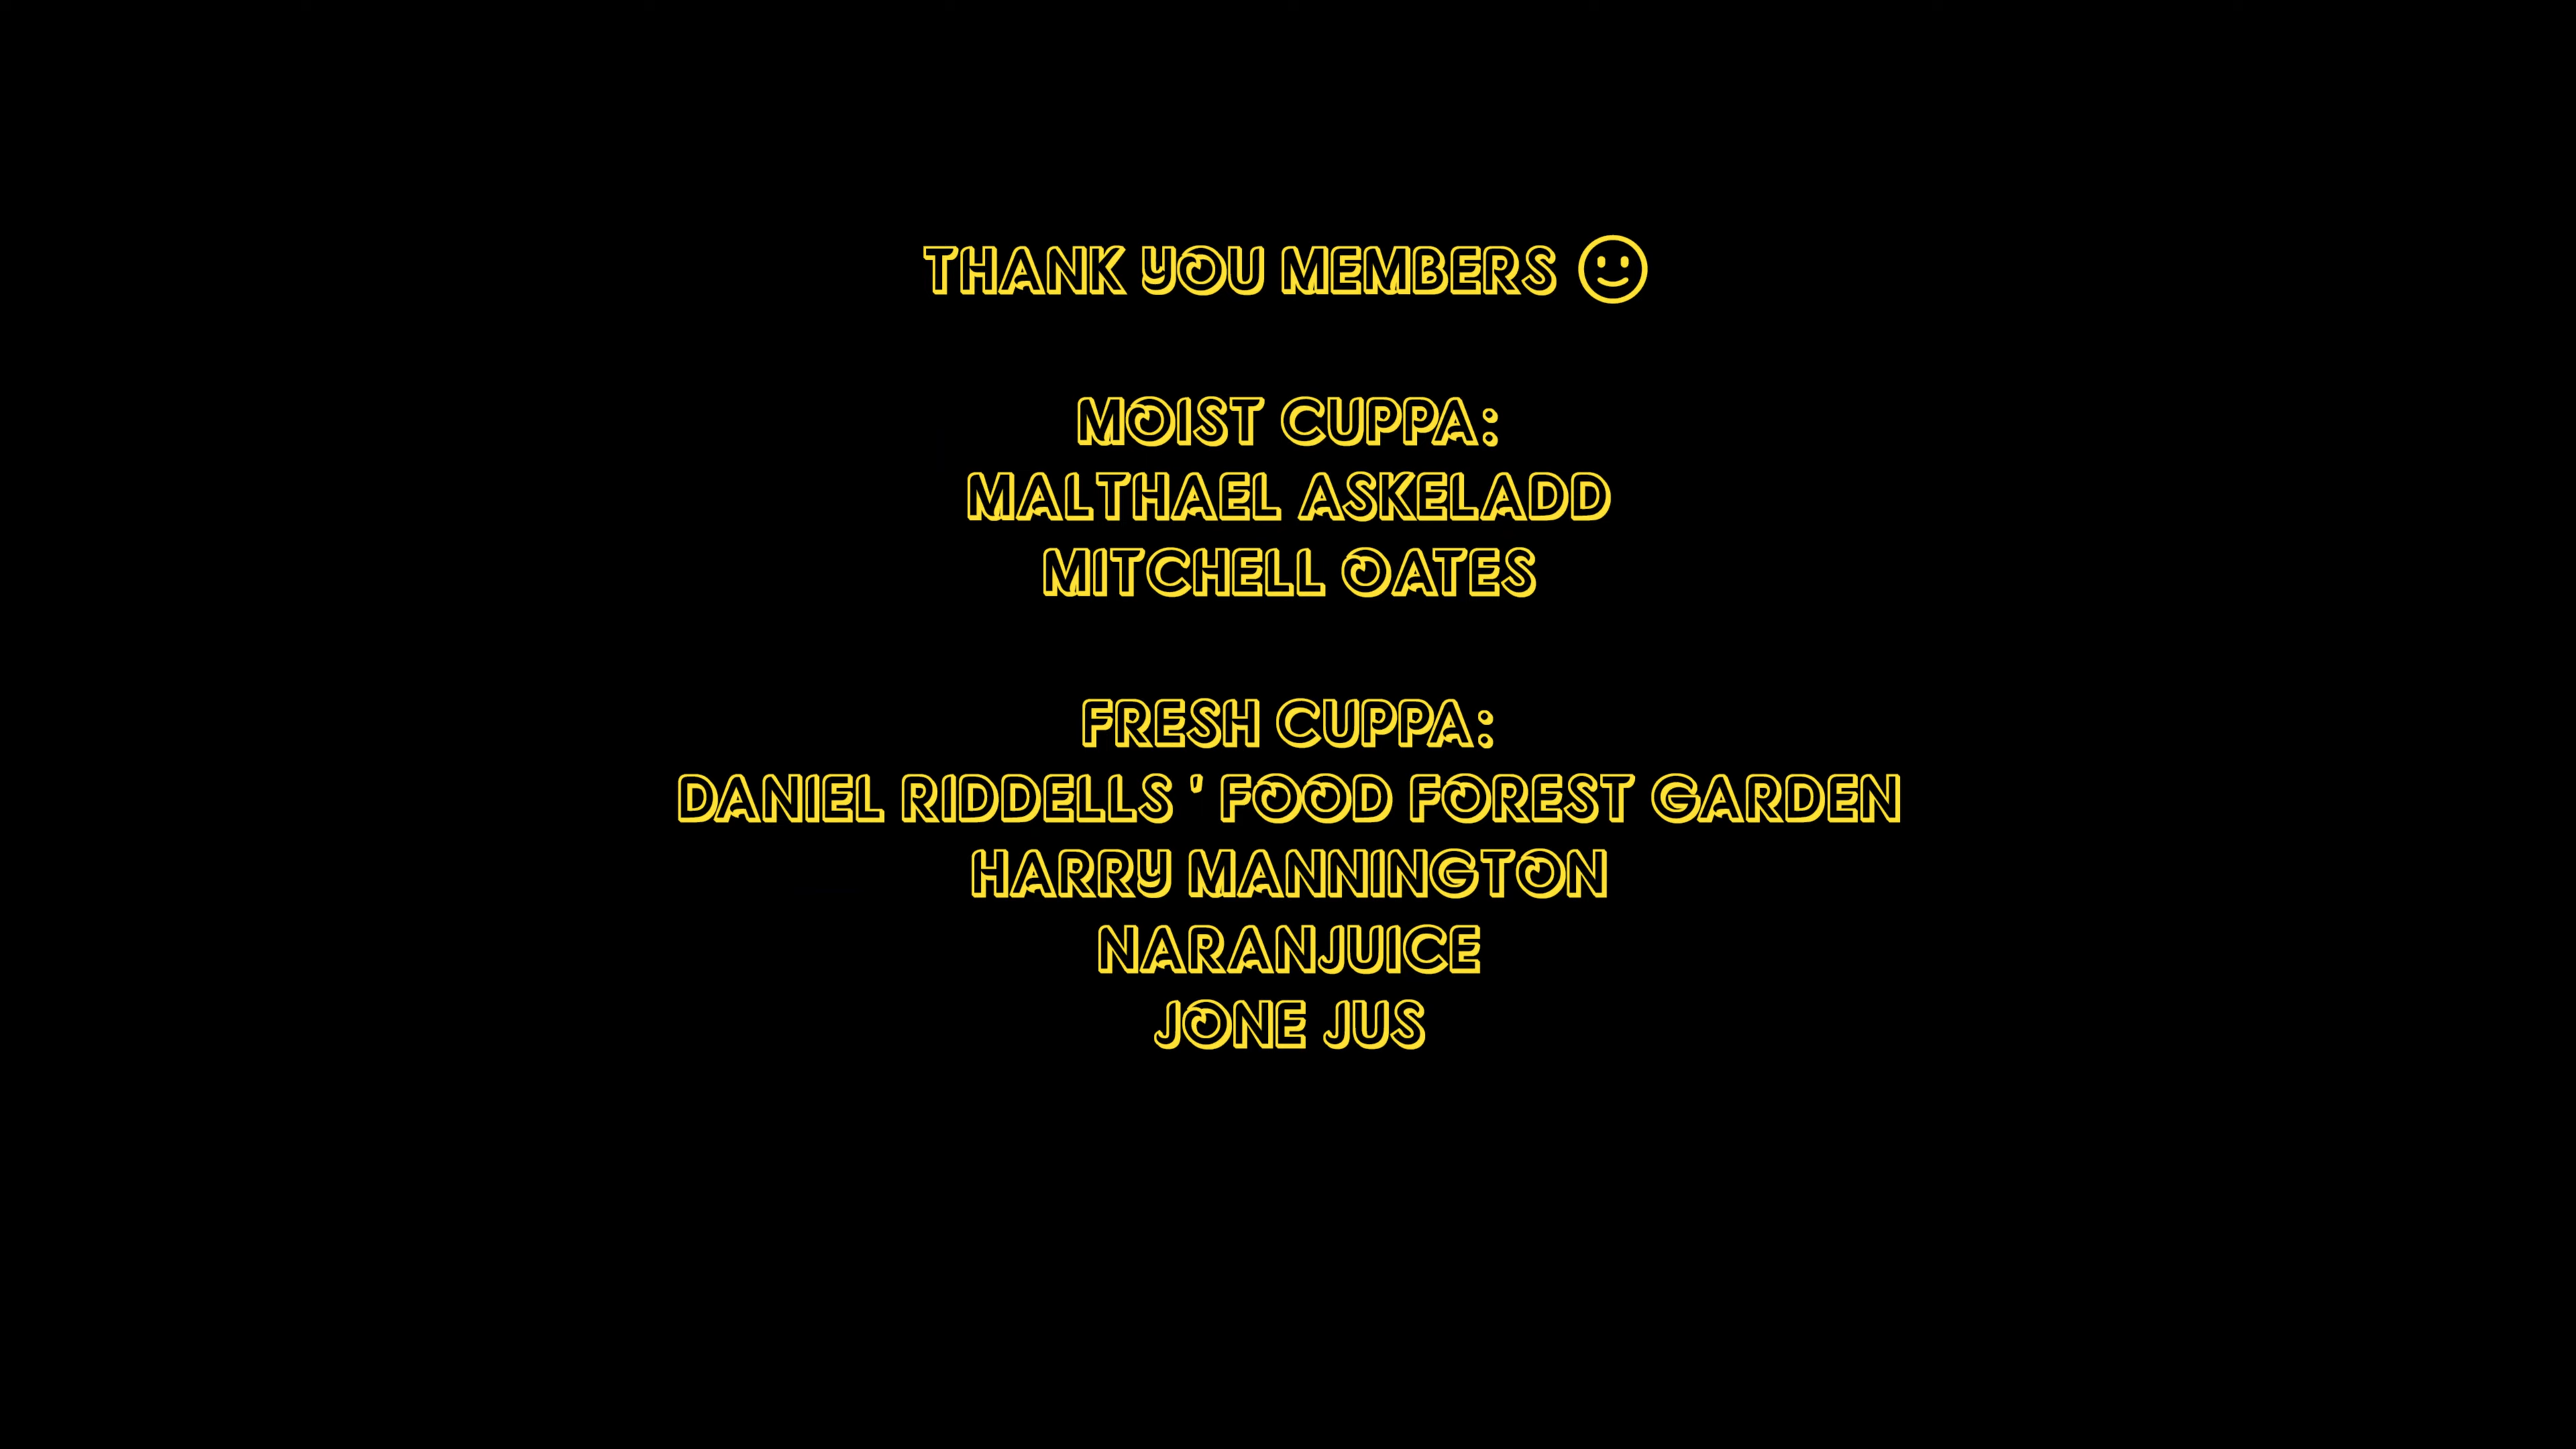 THANK YOU MEMBERS ☺
MOIST CUPPA:
MALTHAEL ASKELADD
MITCHELL OATES
FRESH CUPPA:
DANIEL RIDDELLS ' FOOD FOREST GARDEN
HARRY MANNINGTON
NARANJUICE
JONE JUS